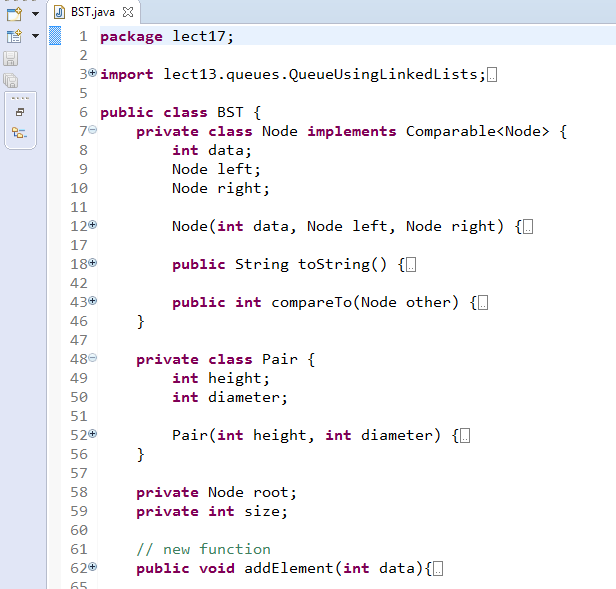 BST.java
1 package lect17;
2
3 import lect13.queues.QueueUsingLinkedLists;
5
6 public class BST {
7 private class Node implements Comparable<Node> {
8 int data;
9 Node left;
10 Node right;
11
12 Node(int data, Node left, Node right) {
17
18 public String toString() {
42
43 public int compareTo(Node other) {
46 }
47
48 private class Pair {
49 int height;
50 int diameter;
51
52 Pair(int height, int diameter) {
56 }
57
58 private Node root;
59 private int size;
60
61 // new function
62 public void addElement(int data){
65